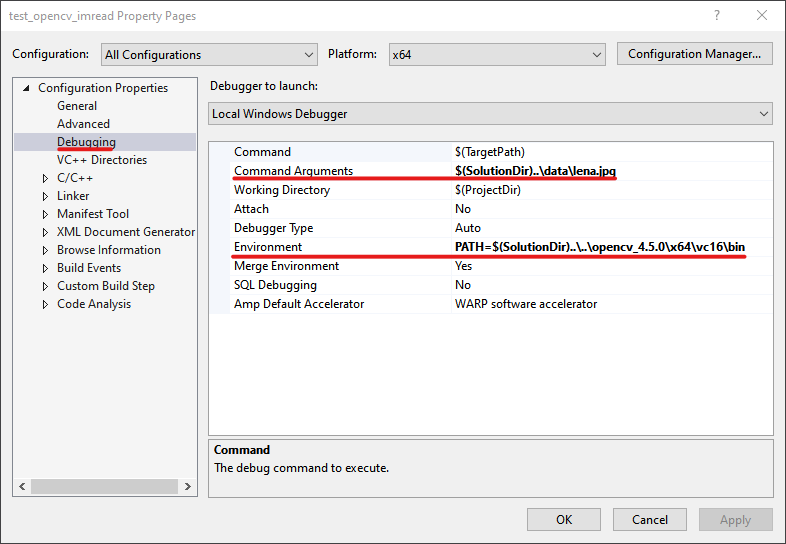 test_opencv_imread Property Pages
Configuration: All Configurations Platform: x64 Configuration Manager...
Configuration Properties
General
Advanced
Debugging
VC++ Directories
C/C++
Linker
Manifest Tool
XML Document Generator
Browse Information
Build Events
Custom Build Step
Code Analysis
Debugger to launch:
Local Windows Debugger
Command $(TargetPath)
Command Arguments $(SolutionDir)..\data\lena.jpg
Working Directory $(ProjectDir)
Attach No
Debugger Type Auto
Environment PATH=$(SolutionDir)..\..\opencv_4.5.0\x64\vc16\bin
Merge Environment Yes
SQL Debugging No
Amp Default Accelerator WARP software accelerator
Command
The debug command to execute.
OK Cancel Apply